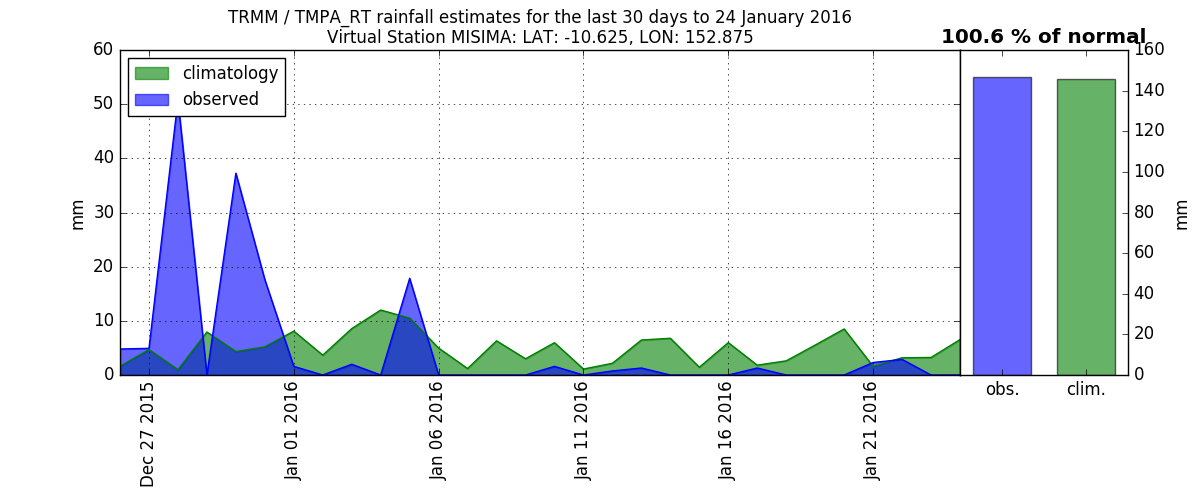 TRMM / TMPA_RT rainfall estimates for the last 30 days to 24 January 2016
Virtual Station MISIMA: LAT: -10.625, LON: 152.875
100.6 % of normal
climatology
observed
60
50
40
30
20
10
0
mm
Dec 27 2015
Jan 01 2016
Jan 06 2016
Jan 11 2016
Jan 16 2016
Jan 21 2016
160
140
120
100
80
60
40
20
0
mm
obs.
clim.